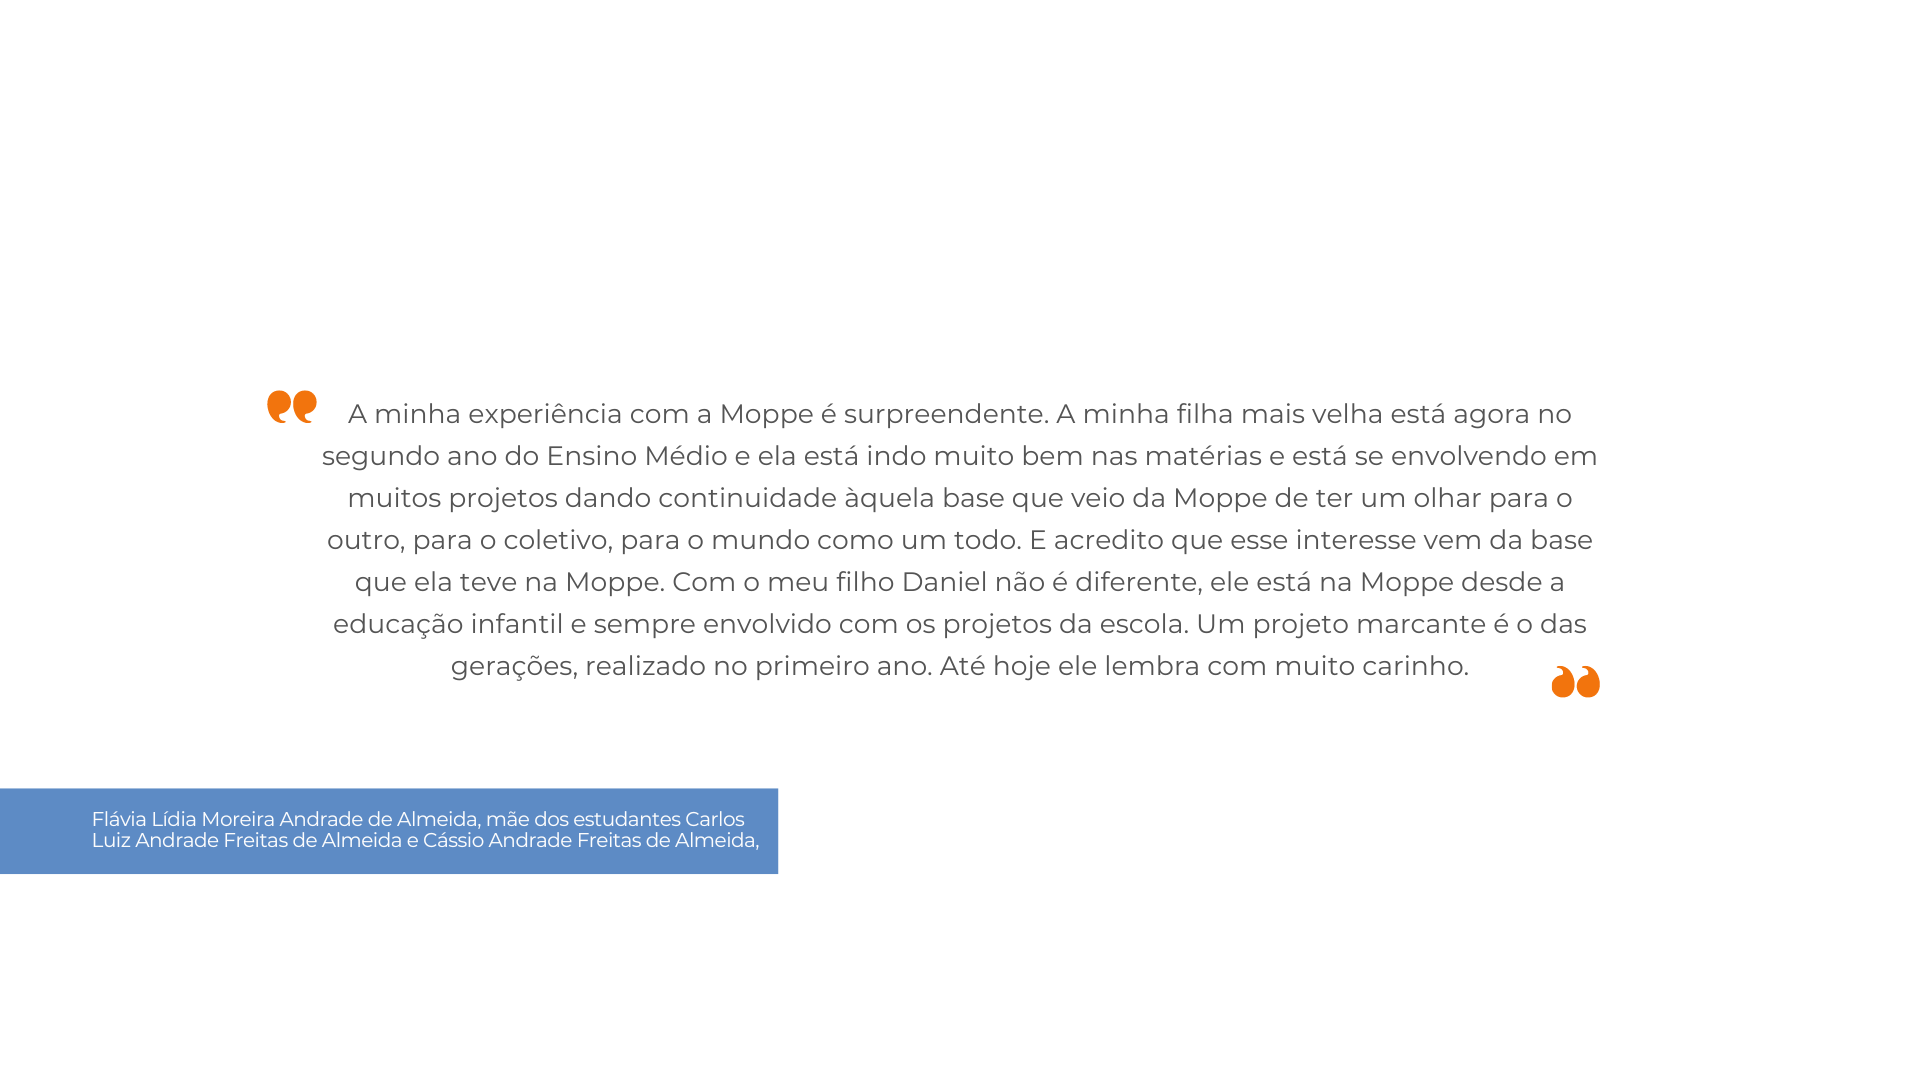 A minha experiência com a Moppe é surpreendente. A minha filha mais velha está agora no
segundo ano do Ensino Médio e ela está indo muito bem nas matérias e está se envolvendo em
muitos projetos dando continuidade àquela base que veio da Moppe de ter um olhar para o
outro, para o coletivo, para o mundo como um todo. E acredito que esse interesse vem da base
que ela teve na Moppe. Com o meu filho Daniel não é diferente, ele está na Moppe desde a
educação infantil e sempre envolvido com os projetos da escola. Um projeto marcante é o das
gerações, realizado no primeiro ano. Até hoje ele lembra com muito carinho.
Flávia Lídia Moreira Andrade de Almeida, mãe dos estudantes Carlos
Luiz Andrade Freitas de Almeida e Cássio Andrade Freitas de Almeida,